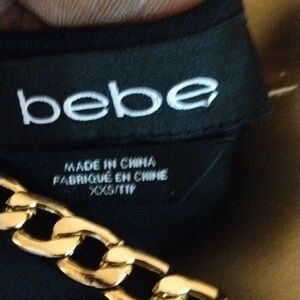 bebe
MADE IN CHINA
FABRIQUÉ EN CHINE
XXS/TTP